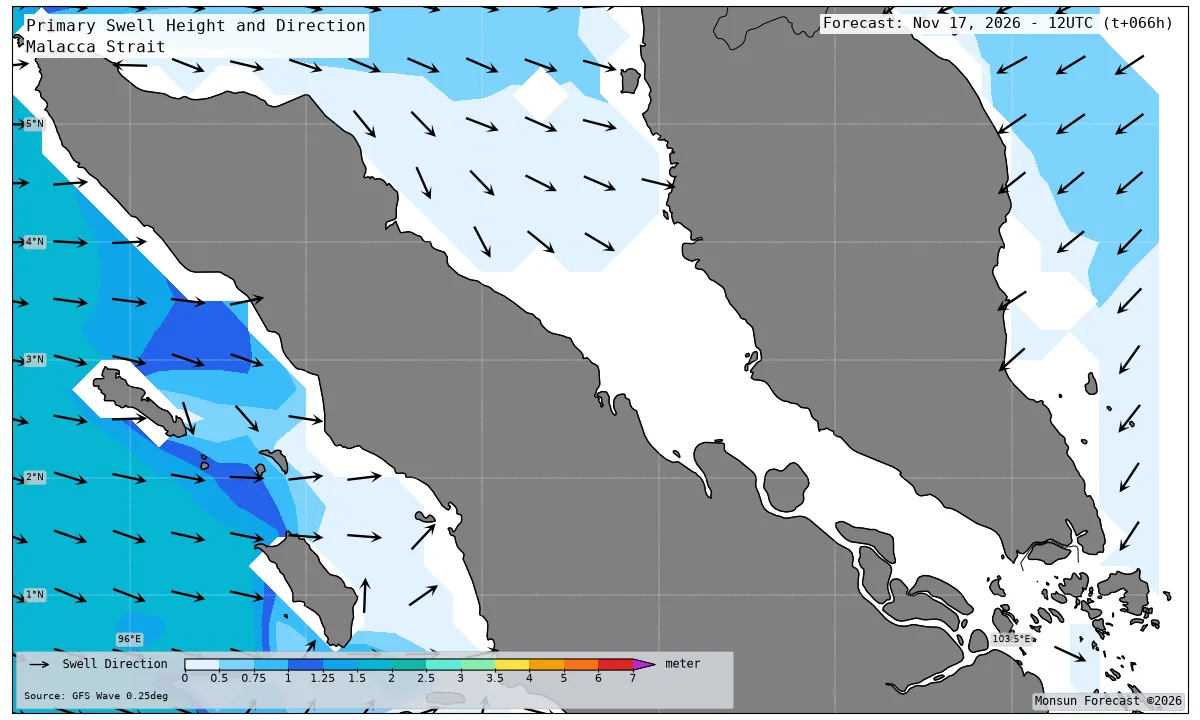 Primary Swell Height and Direction
Malacca Strait
Forecast: Nov 17, 2026 - 12UTC (t+066h)
5°N
4°N
3°N
2°N
1°N
96°E
103.5°E
Swell Direction
meter
0 0.5 0.75 1 1.25 1.5 2 2.5 3 3.5 4 5 6 7
Source: GFS Wave 0.25deg
Monsun Forecast ©2026